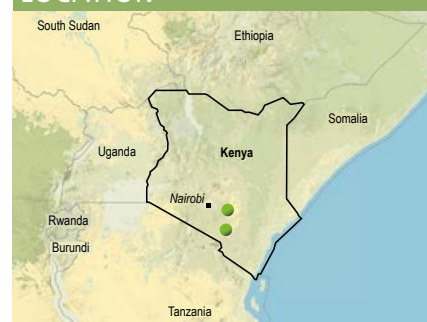 LOCATION
South Sudan
Ethiopia
Somalia
Uganda
Kenya
Nairobi
Rwanda
Burundi
Tanzania